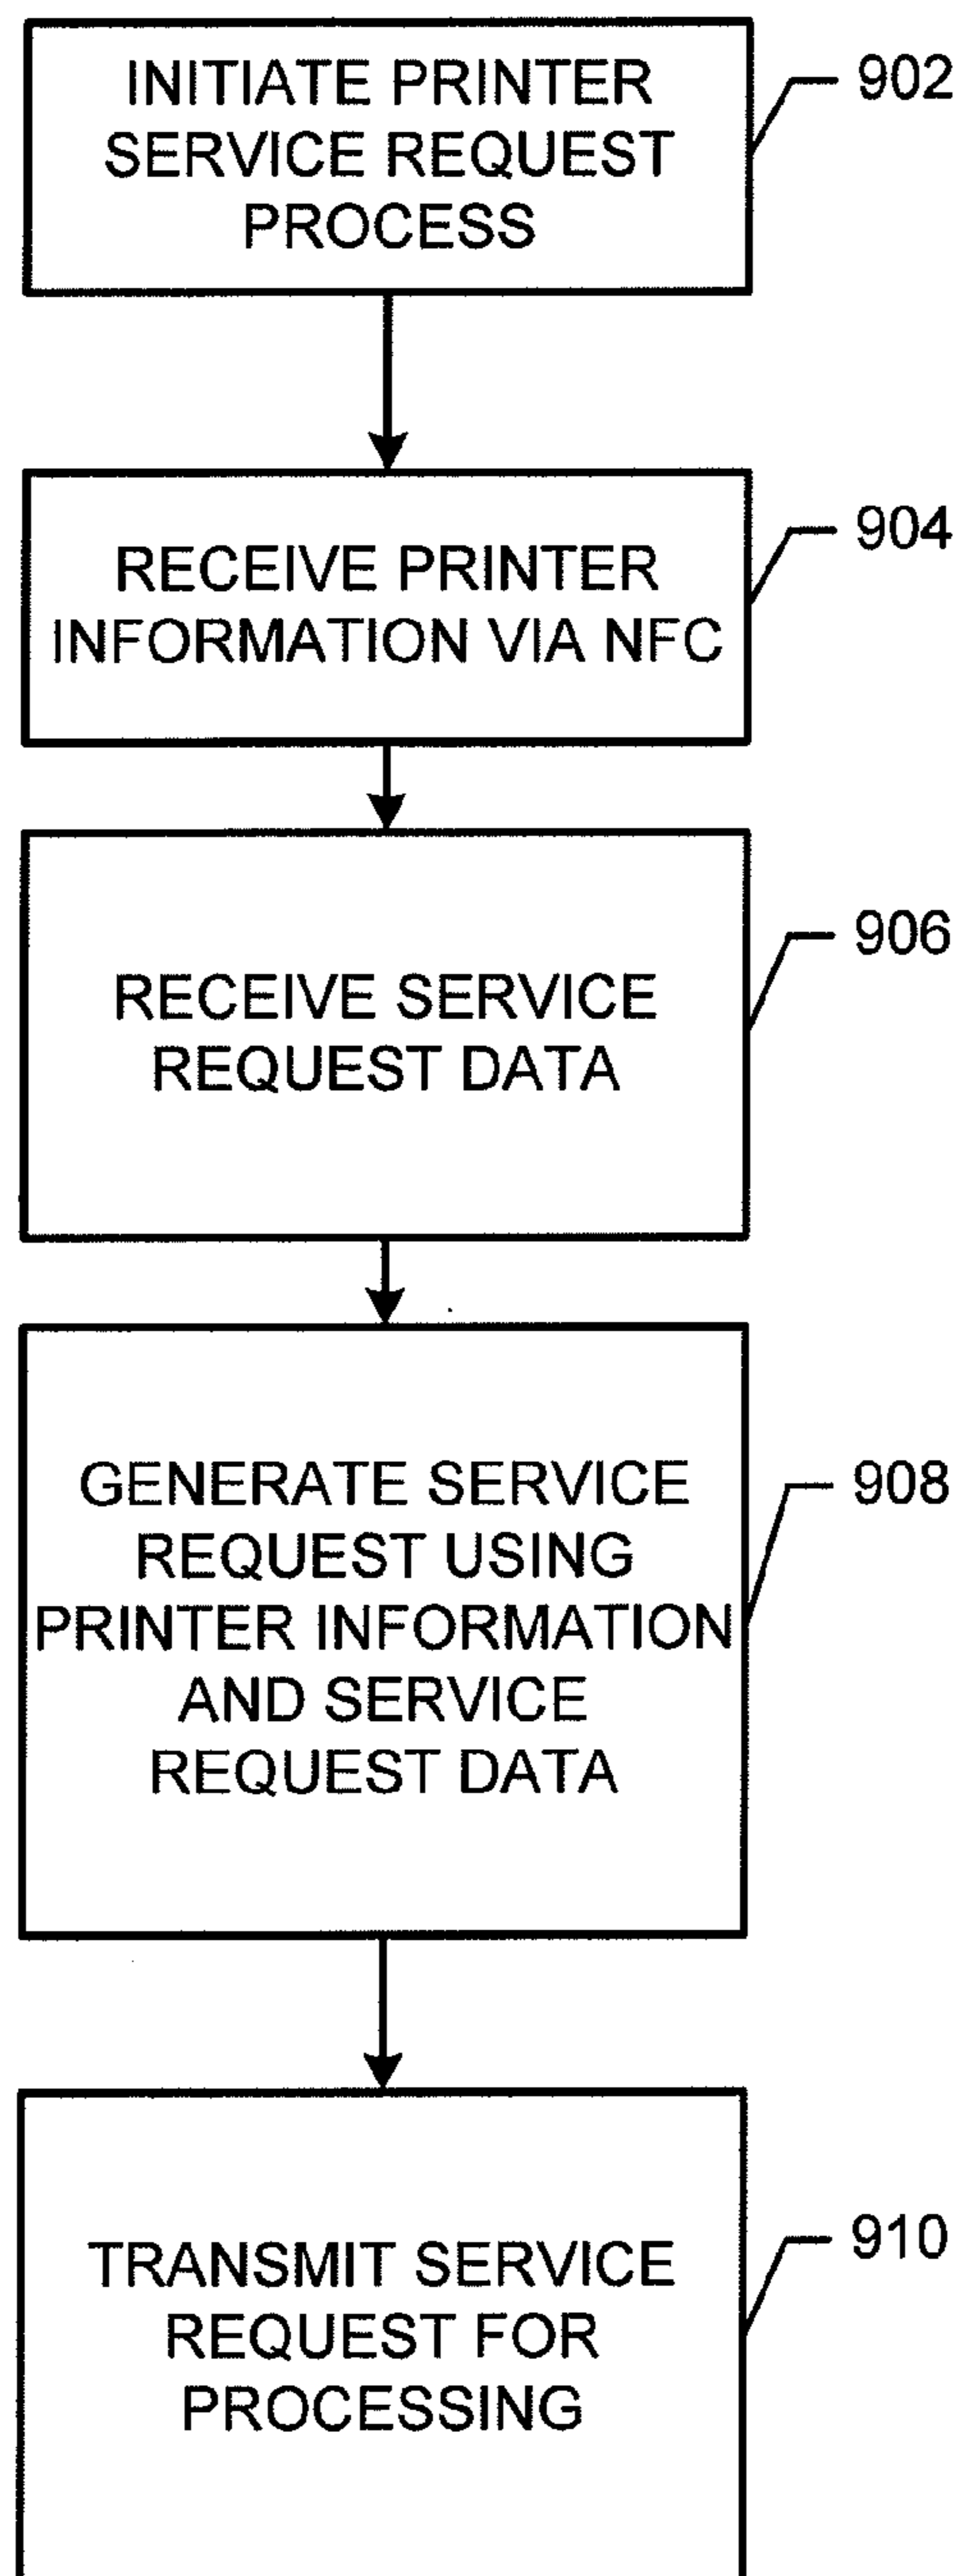 INITIATE PRINTER
SERVICE REQUEST
PROCESS
902
RECEIVE PRINTER
INFORMATION VIA NFC
904
RECEIVE SERVICE
REQUEST DATA
906
GENERATE SERVICE
REQUEST USING
PRINTER INFORMATION
AND SERVICE
REQUEST DATA
908
TRANSMIT SERVICE
REQUEST FOR
PROCESSING
910